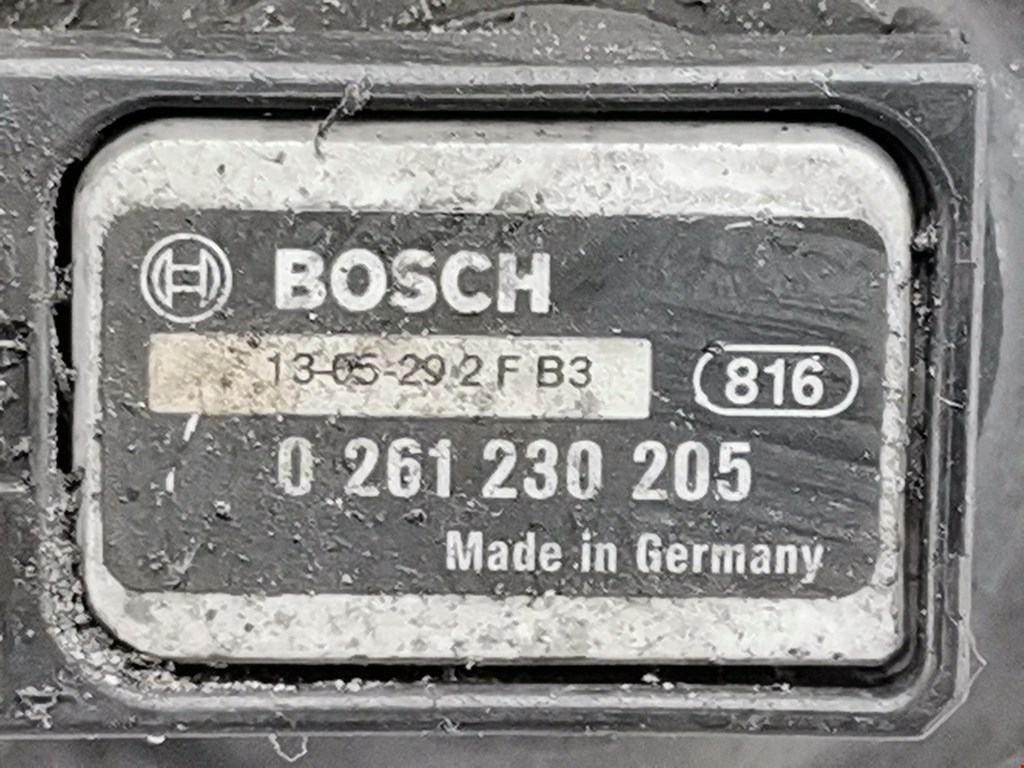 BOSCH
13-05-29 2 F B3
816
0 261 230 205
Made in Germany